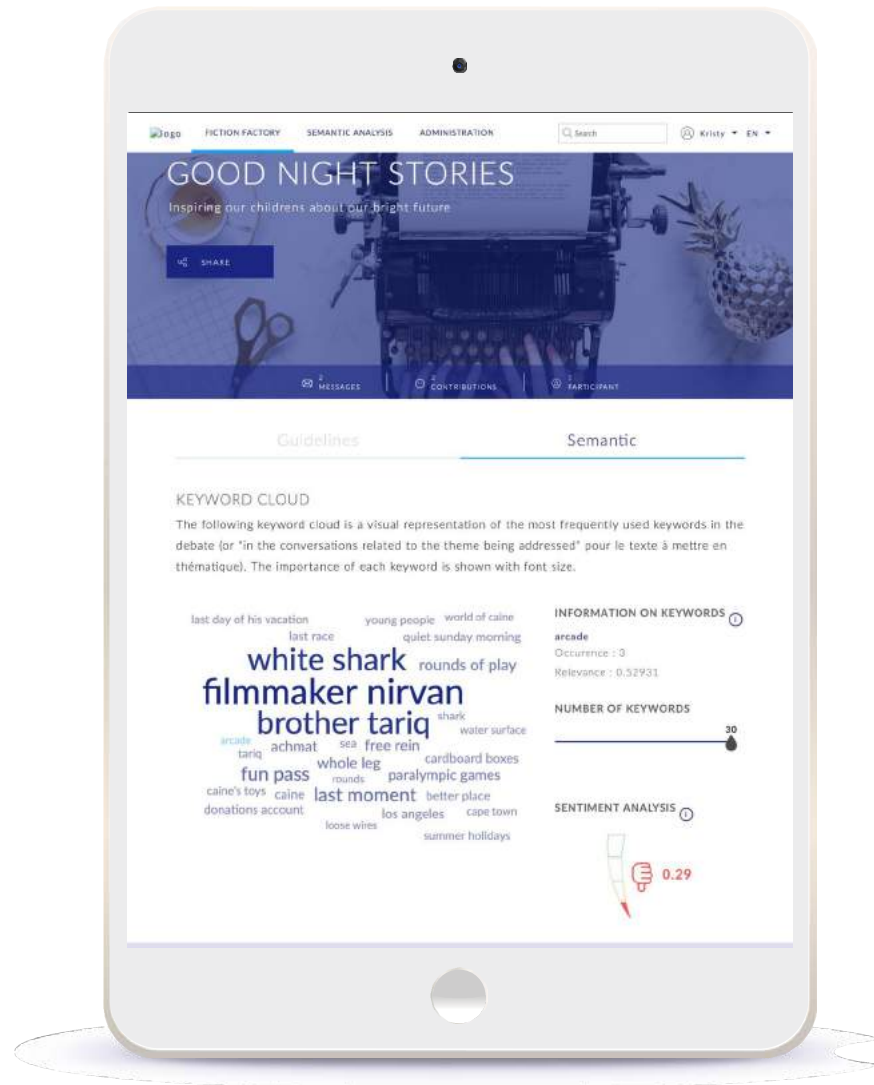 logo FICTION FACTORY SEMANTIC ANALYSIS ADMINISTRATION Search Kristy EN
GOOD NIGHT STORIES
Inspiring our childrens about our bright future
SHARE
2 MESSAGES 2 CONTRIBUTIONS PARTICIPANT
Guidelines Semantic
KEYWORD CLOUD
The following keyword cloud is a visual representation of the most frequently used keywords in the
debate (or "in the conversations related to the theme being addressed" pour le texte à mettre en
thématique). The importance of each keyword is shown with font size.
last day of his vacation young people world of caine
last race quiet sunday morning
white shark rounds of play
filmmaker nirvan
brother tariq shark
water surface
arcade achmat sea free rein
tariq whole leg cardboard boxes
fun pass rounds paralympic games
caine's toys caine last moment better place
donations account los angeles cape town
loose wires
summer holidays
INFORMATION ON KEYWORDS i
arcade
Occurence : 3
Relevance : 0.52931
NUMBER OF KEYWORDS
30
SENTIMENT ANALYSIS i
0.29